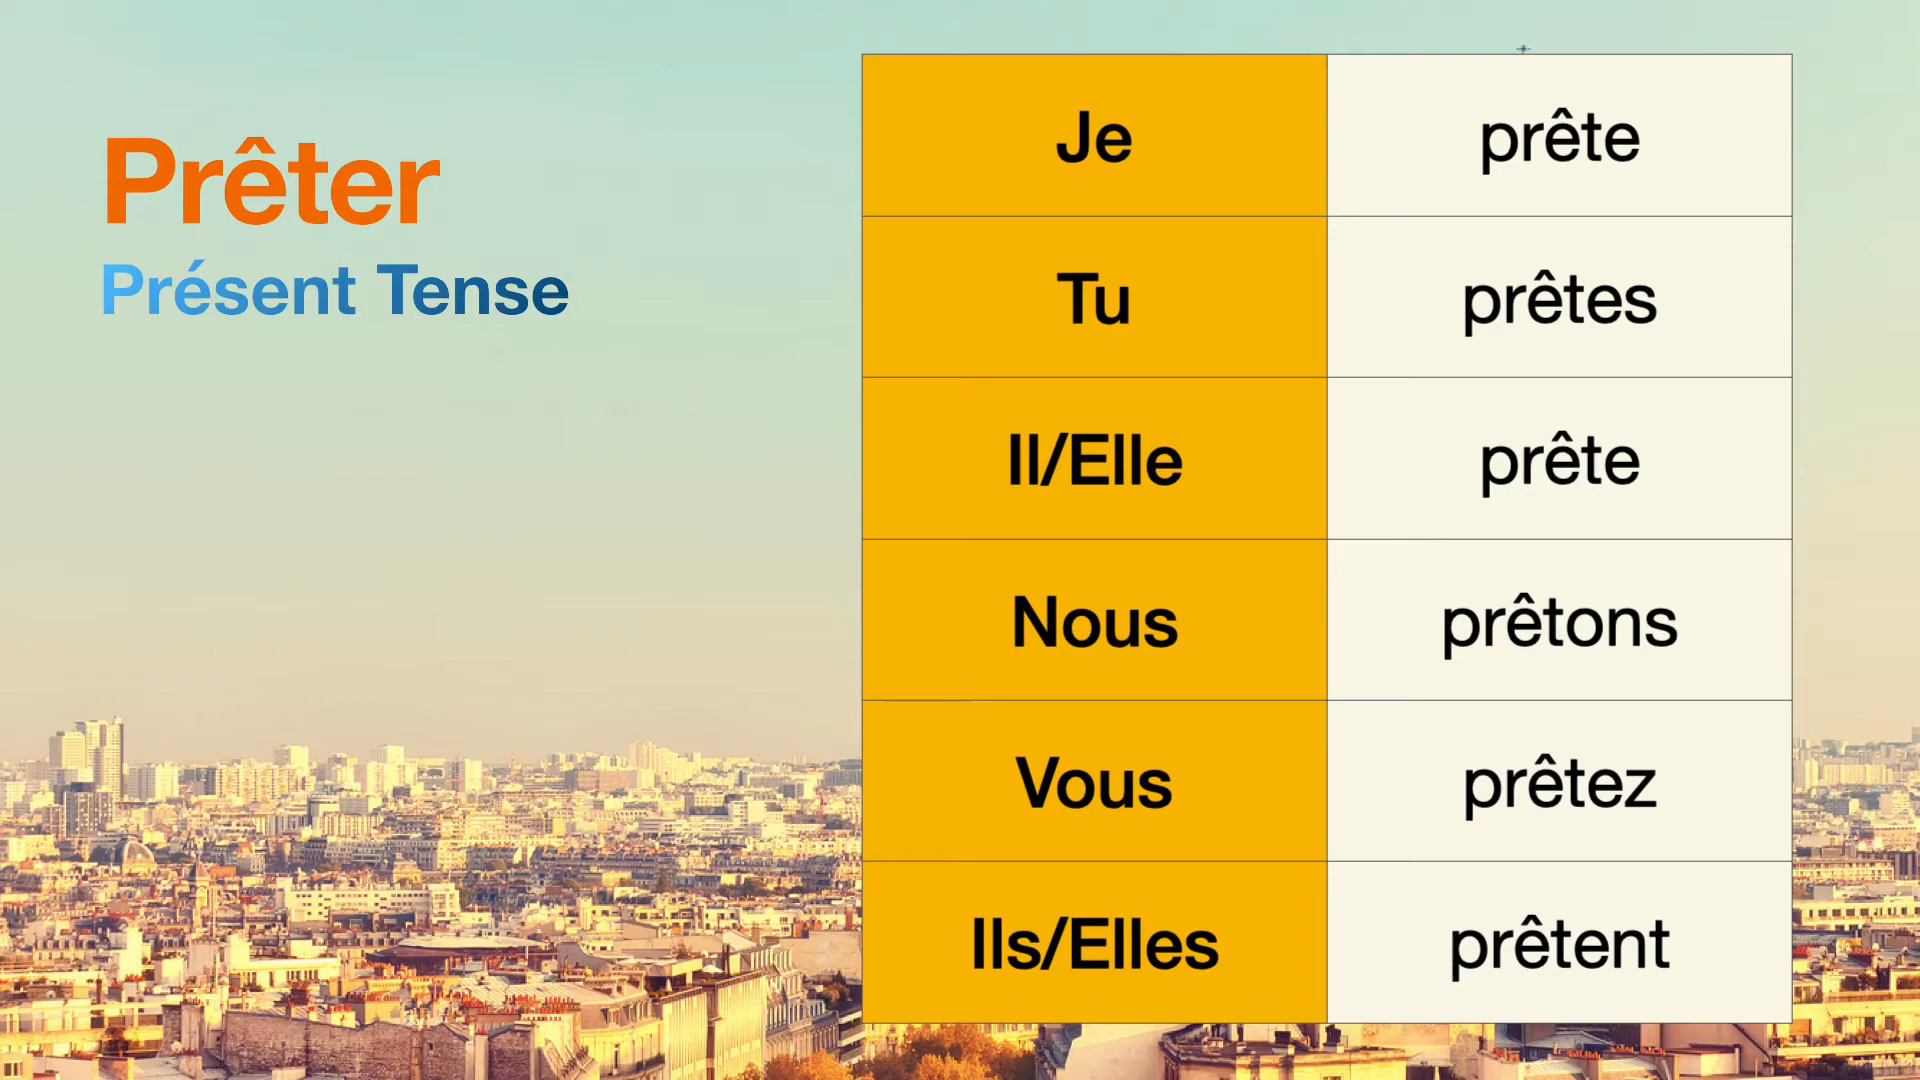 Prêter
Présent Tense
Je prête
Tu prêtes
Il/Elle prête
Nous prêtons
Vous prêtez
Ils/Elles prêtent